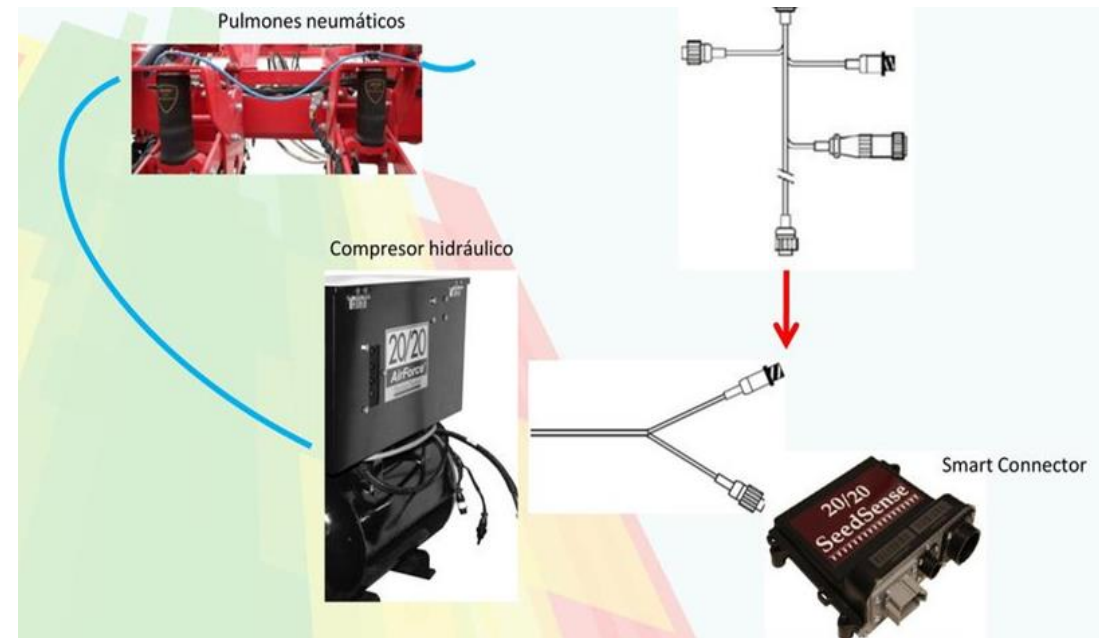 Pulmones neumáticos
Compresor hidráulico
20/20
AirForce
Smart Connector
20/20
SeedSense